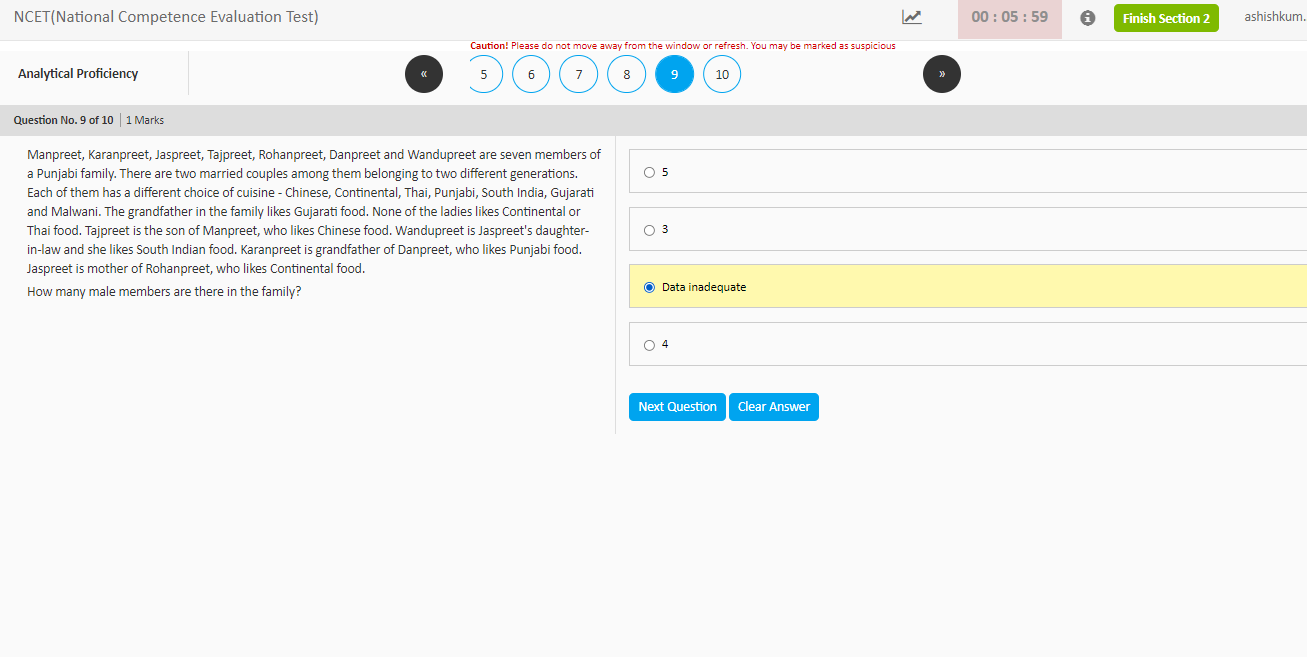 NCET(National Competence Evaluation Test)
00 : 05 : 59
Finish Section 2
ashishkum.
Caution! Please do not move away from the window or refresh. You may be marked as suspicious
Analytical Proficiency
«
5
6
7
8
9
10
»
Question No. 9 of 10 | 1 Marks
Manpreet, Karanpreet, Jaspreet, Tajpreet, Rohanpreet, Danpreet and Wandupreet are seven members of
a Punjabi family. There are two married couples among them belonging to two different generations.
Each of them has a different choice of cuisine - Chinese, Continental, Thai, Punjabi, South India, Gujarati
and Malwani. The grandfather in the family likes Gujarati food. None of the ladies likes Continental or
Thai food. Tajpreet is the son of Manpreet, who likes Chinese food. Wandupreet is Jaspreet's daughter-
in-law and she likes South Indian food. Karanpreet is grandfather of Danpreet, who likes Punjabi food.
Jaspreet is mother of Rohanpreet, who likes Continental food.
How many male members are there in the family?
5
3
Data inadequate
4
Next Question
Clear Answer